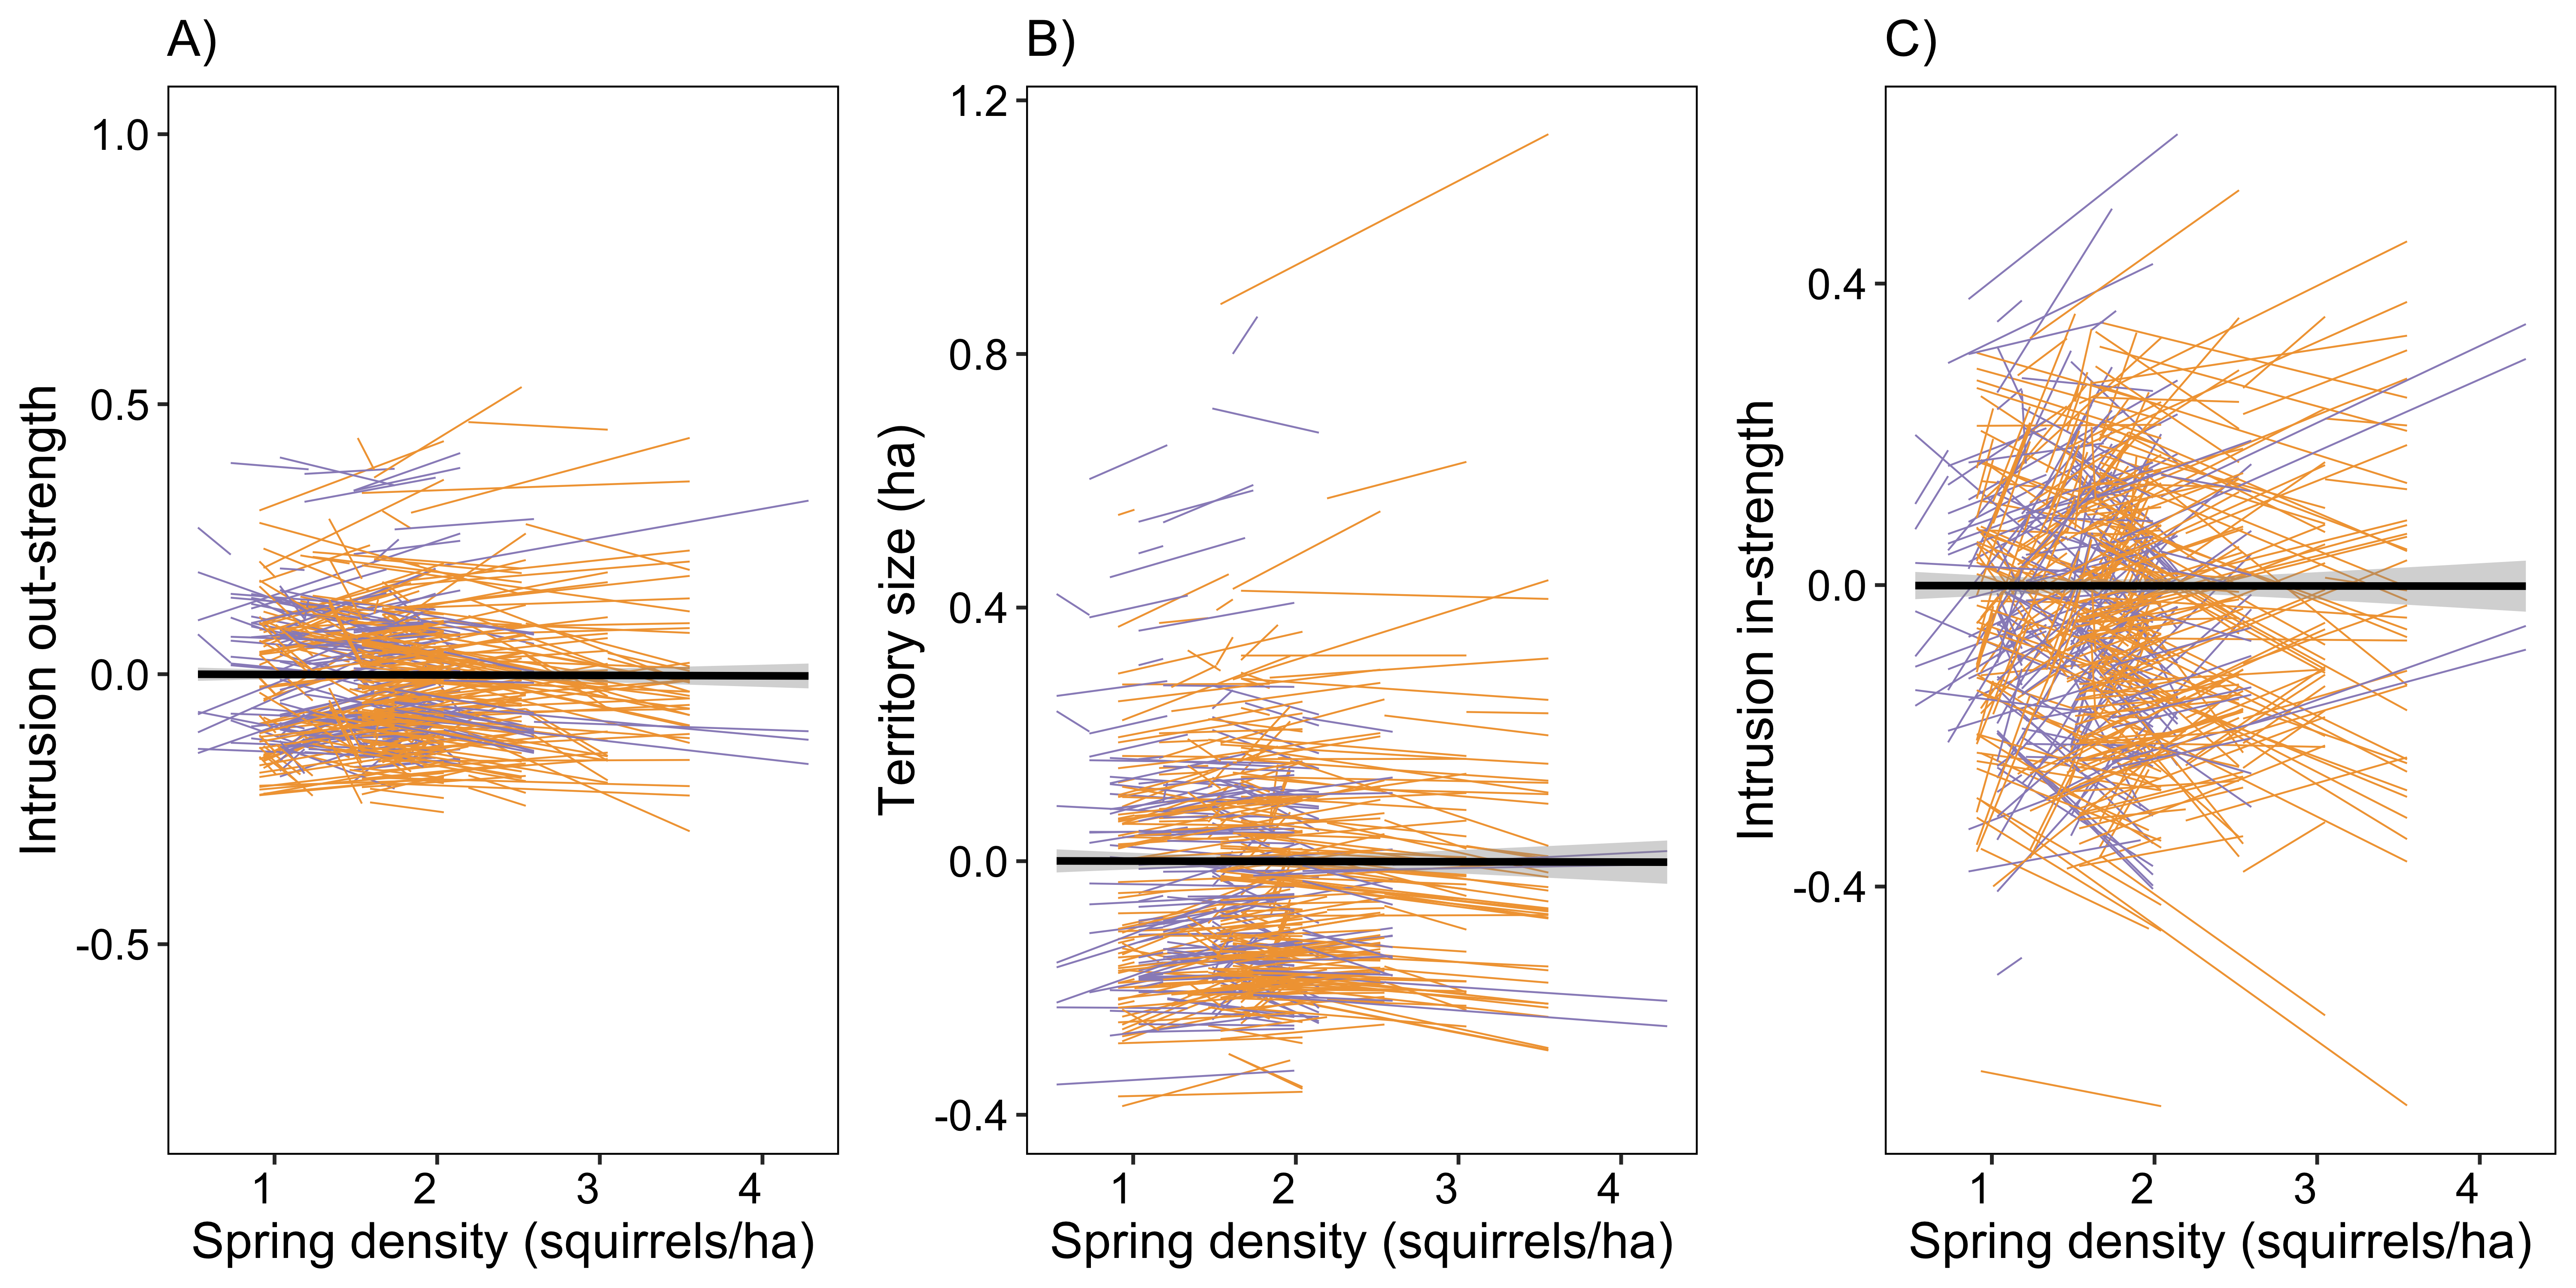 A)
Intrusion out-strength
1.0
0.5
0.0
-0.5
1 2 3 4
Spring density (squirrels/ha)
B)
Territory size (ha)
1.2
0.8
0.4
0.0
-0.4
1 2 3 4
Spring density (squirrels/ha)
C)
Intrusion in-strength
0.4
0.0
-0.4
1 2 3 4
Spring density (squirrels/ha)